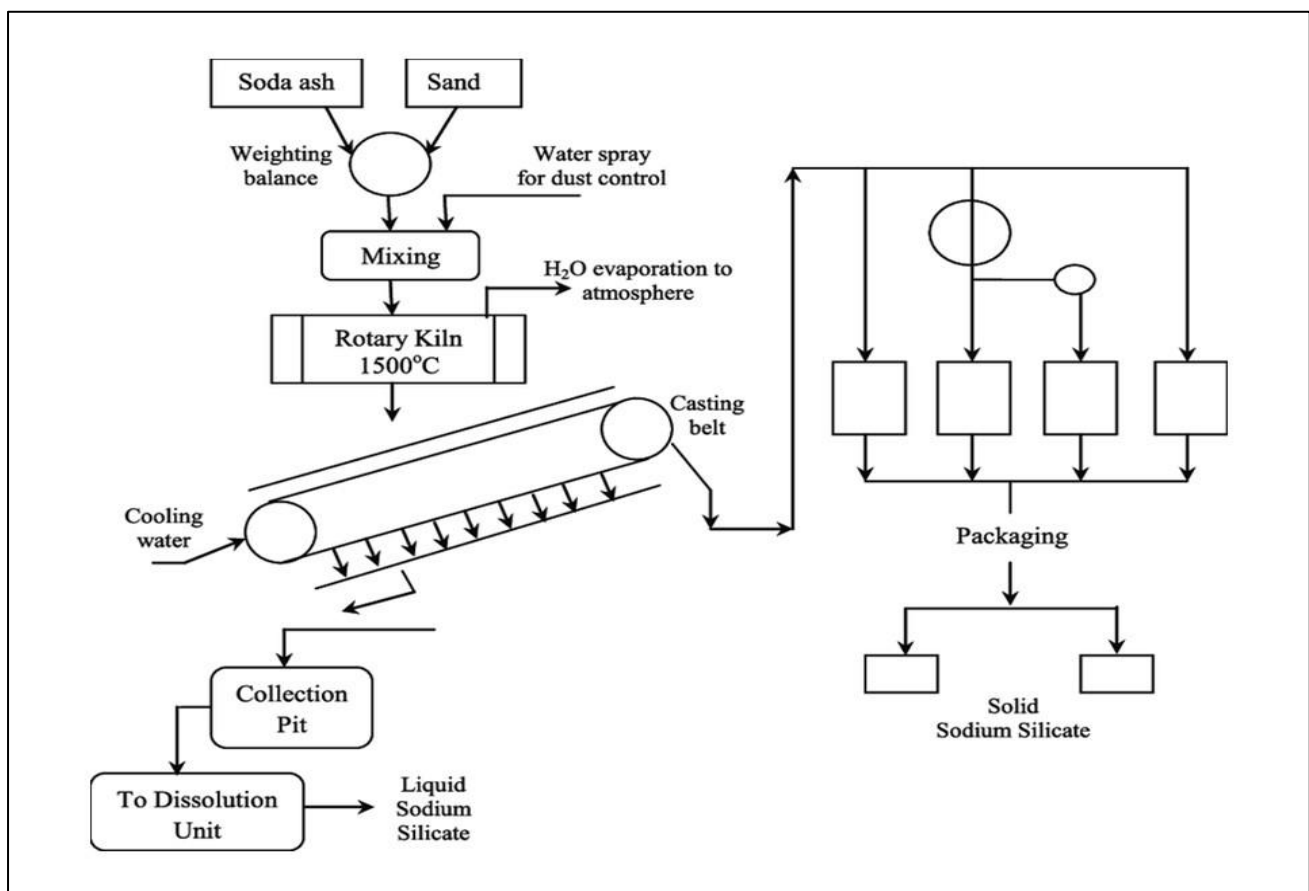 Soda ash
Sand
Weighting
balance
Water spray
for dust control
Mixing
H₂O evaporation to
atmosphere
Rotary Kiln
1500°C
Casting
belt
Cooling
water
Collection
Pit
To Dissolution
Unit
Liquid
Sodium
Silicate
Packaging
Solid
Sodium Silicate